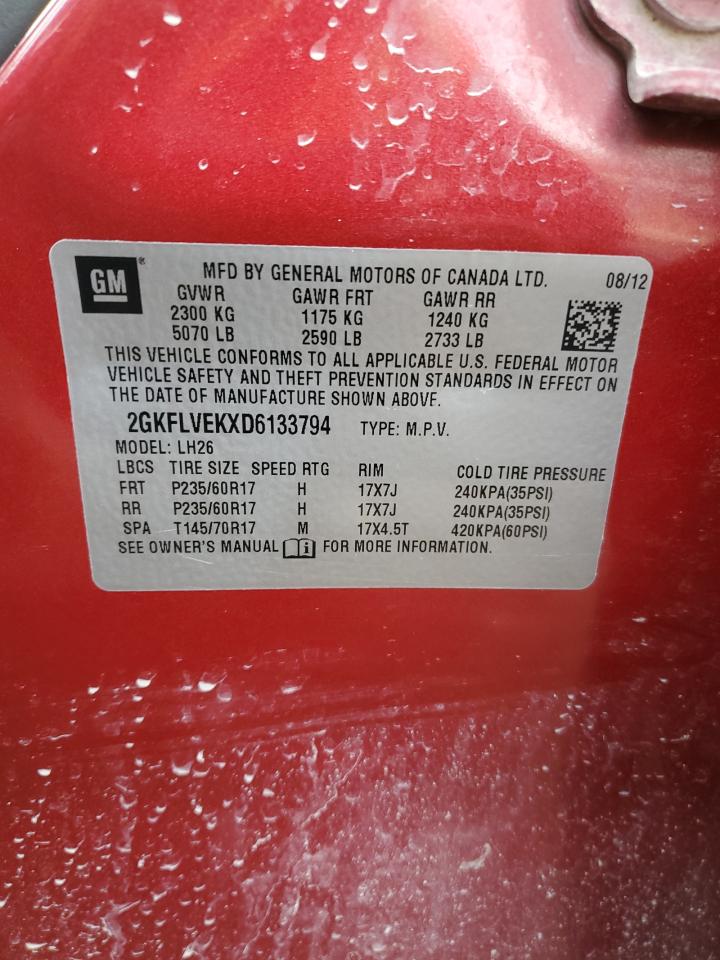 GM® MFD BY GENERAL MOTORS OF CANADA LTD. 08/12
GVWR GAWR FRT GAWR RR
2300 KG 1175 KG 1240 KG
5070 LB 2590 LB 2733 LB
THIS VEHICLE CONFORMS TO ALL APPLICABLE U.S. FEDERAL MOTOR
VEHICLE SAFETY AND THEFT PREVENTION STANDARDS IN EFFECT ON
THE DATE OF MANUFACTURE SHOWN ABOVE.
2GKFLVEKXD6133794 TYPE: M.P.V.
MODEL: LH26
LBCS TIRE SIZE SPEED RTG RIM COLD TIRE PRESSURE
FRT P235/60R17 H 17X7J 240KPA(35PSI)
RR P235/60R17 H 17X7J 240KPA(35PSI)
SPA T145/70R17 M 17X4.5T 420KPA(60PSI)
SEE OWNER'S MANUAL i FOR MORE INFORMATION.